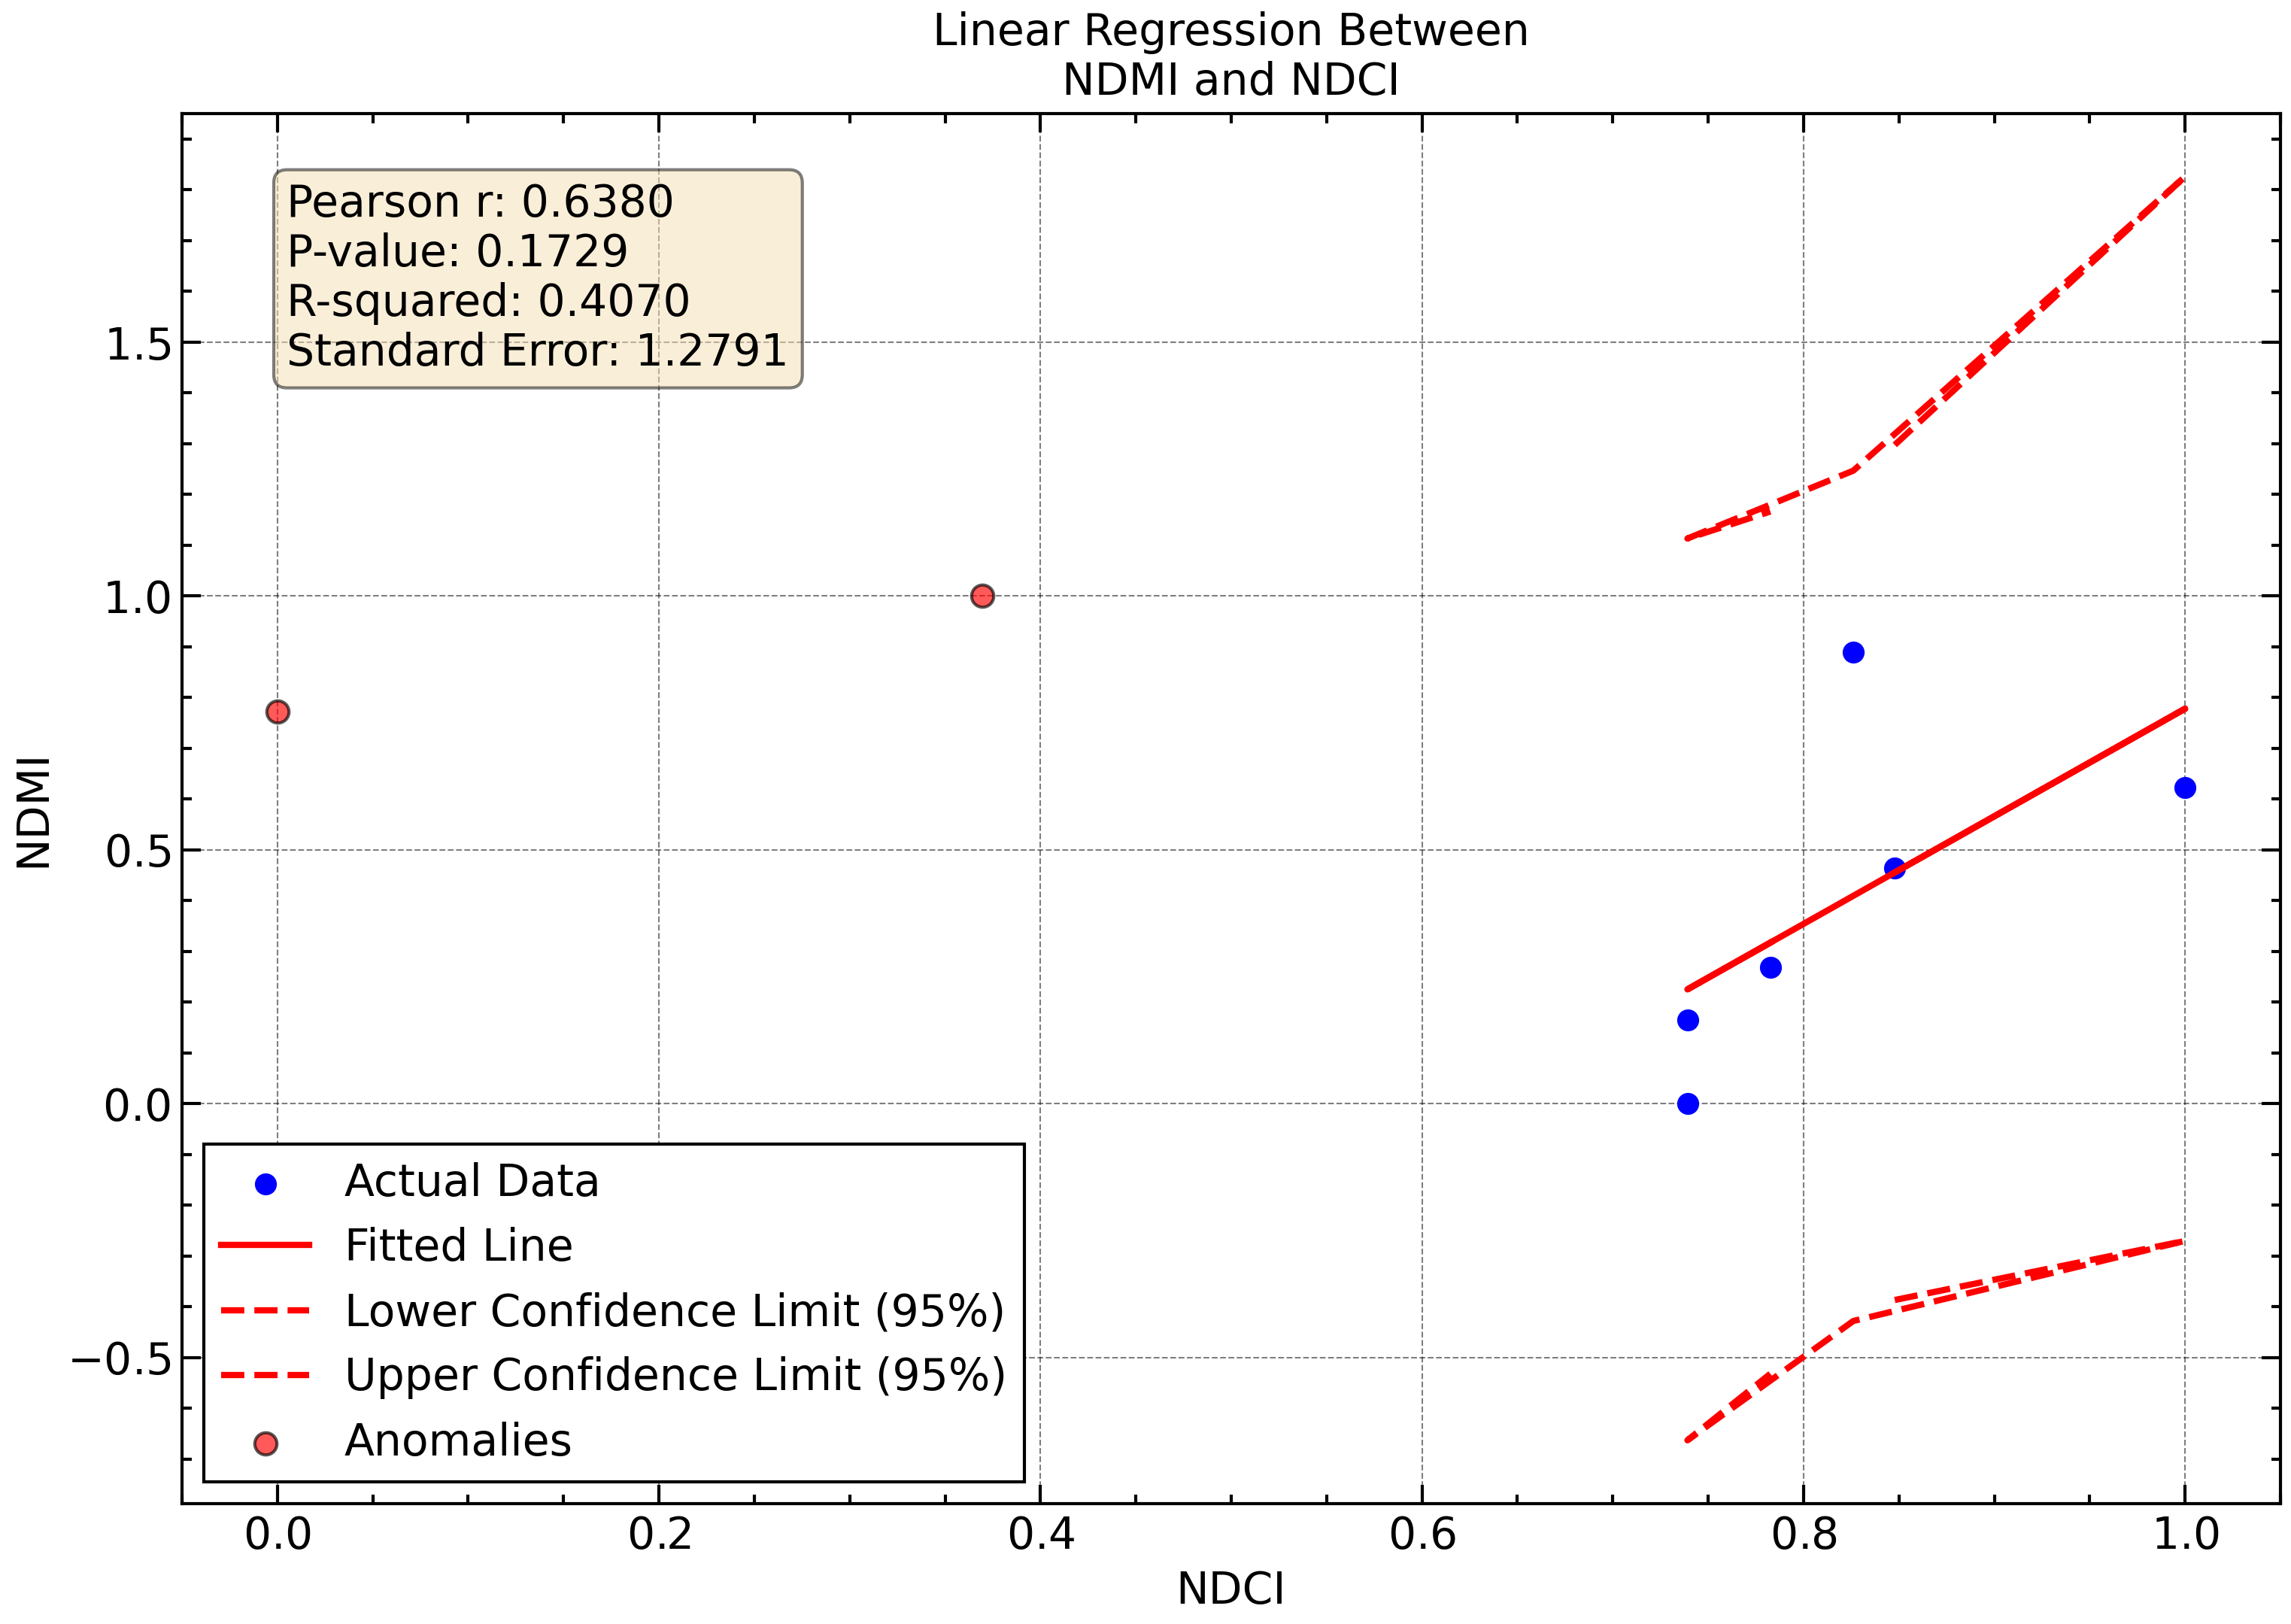 Linear Regression Between
NDMI and NDCI
Pearson r: 0.6380
P-value: 0.1729
R-squared: 0.4070
Standard Error: 1.2791
1.5
1.0
0.5
0.0
−0.5
NDMI
Actual Data
Fitted Line
Lower Confidence Limit (95%)
Upper Confidence Limit (95%)
Anomalies
0.0 0.2 0.4 0.6 0.8 1.0
NDCI